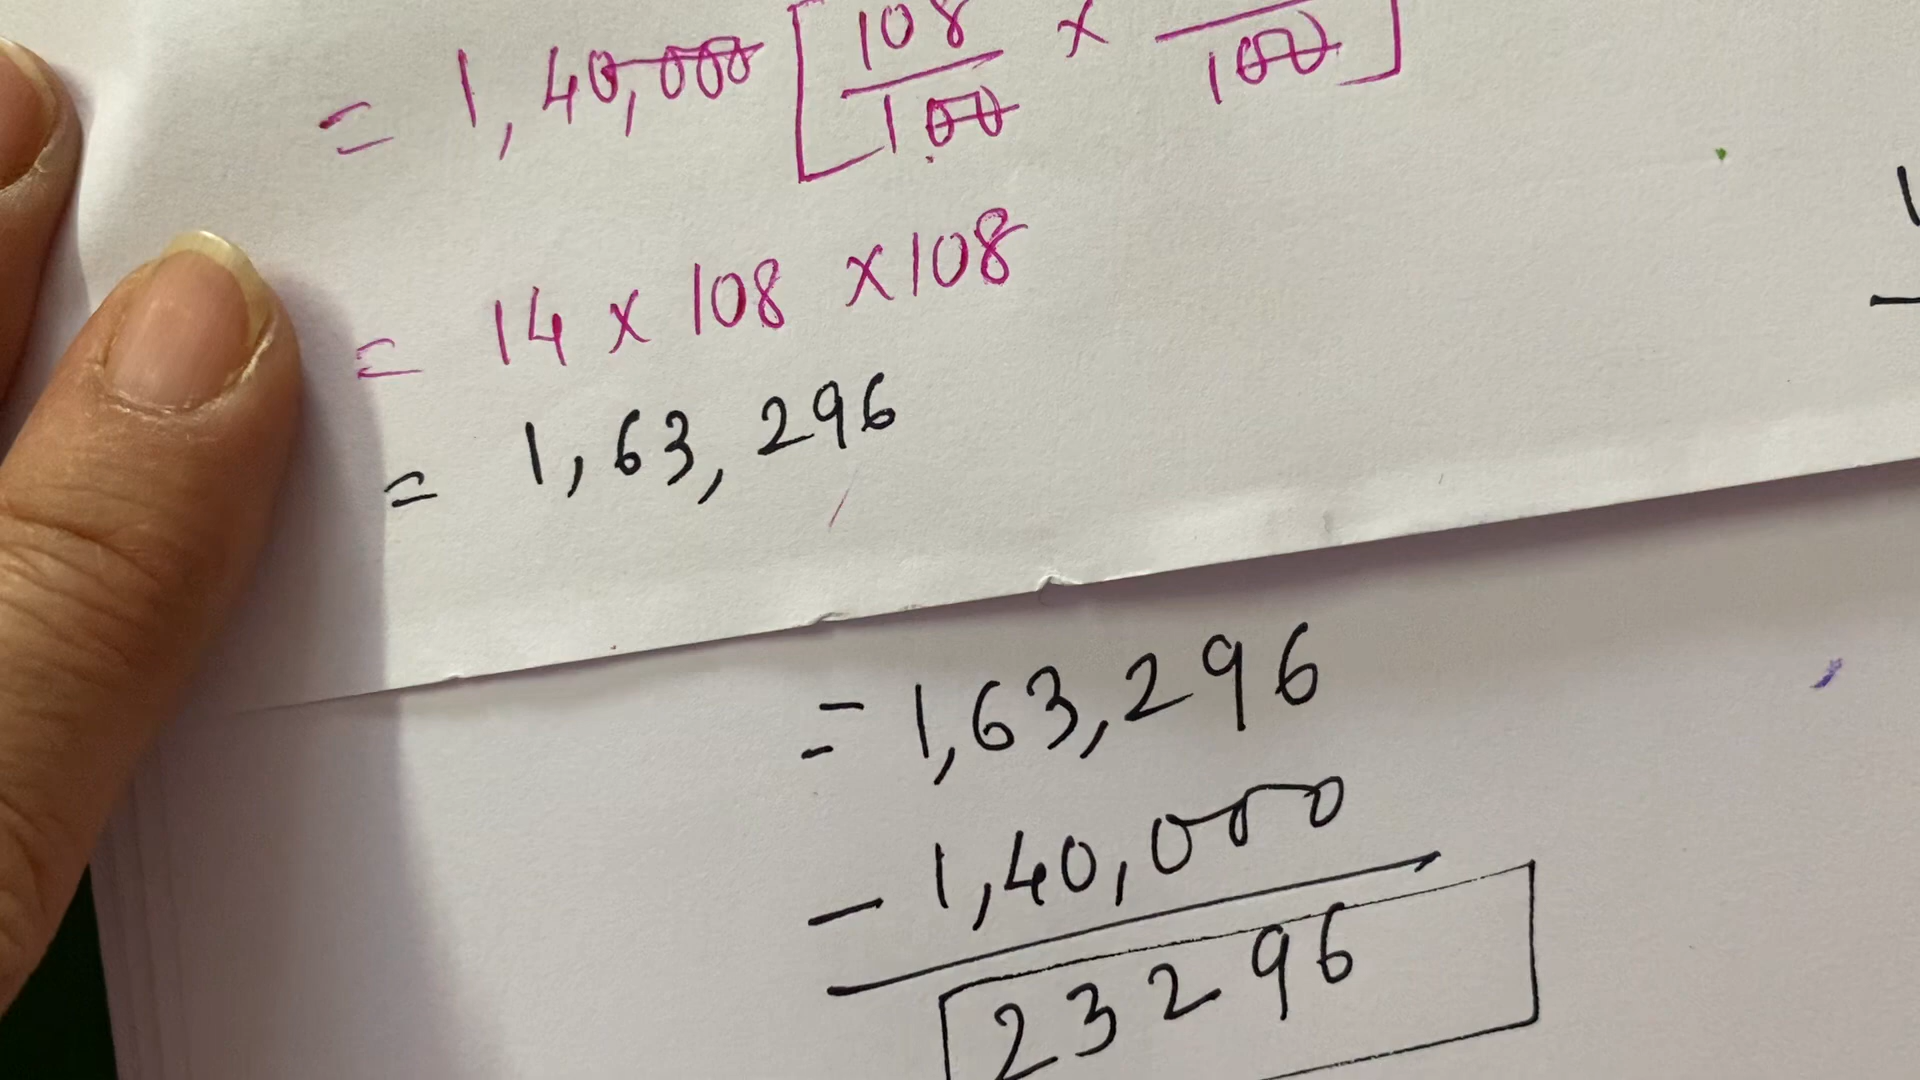 = 1,40,000 [ 108/100 × /100 ]
= 14 × 108 × 108
= 1,63,296
= 1,63,296
- 1,40,000
23296